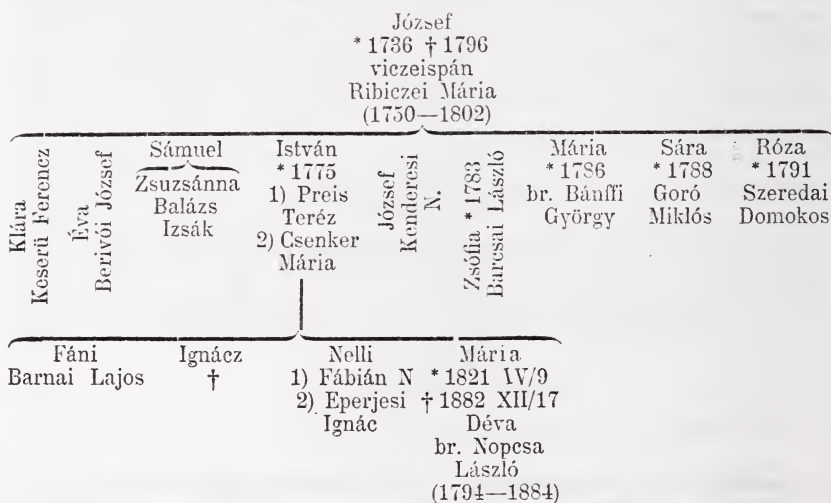 József
* 1736 † 1796
viczeispán
Ribiczei Mária
(1750—1802)
Klára
Keserü Ferencz
Éva
Berivói József
Sámuel
Zsuzsánna
Balázs
Izsák
István
* 1775
1) Preis
Teréz
2) Csenker
Mária
József
Kenderesi
N.
Zsófia * 1783
Barcsai László
Mária
* 1786
br. Bánffi
György
Sára
* 1788
Goró
Miklós
Róza
* 1791
Szeredai
Domokos
Fáni
Barnai Lajos
Ignácz
†
Nelli
1) Fábián N
2) Eperjesi
Ignác
Mária
* 1821 IV/9
† 1882 XII/17
Déva
br. Nopcsa
László
(1794—1884)